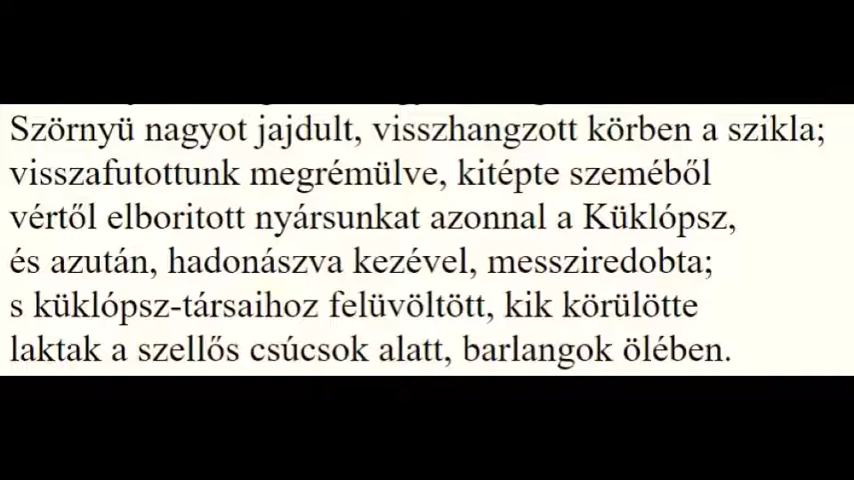 Szörnyü nagyot jajdult, visszhangzott körben a szikla;
visszafutottunk megrémülve, kitépte szeméből
vértől elboritott nyársunkat azonnal a Küklópsz,
és azután, hadonászva kezével, messziredobta;
s küklópsz-társaihoz felüvöltött, kik körülötte
laktak a szellős csúcsok alatt, barlangok ölében.